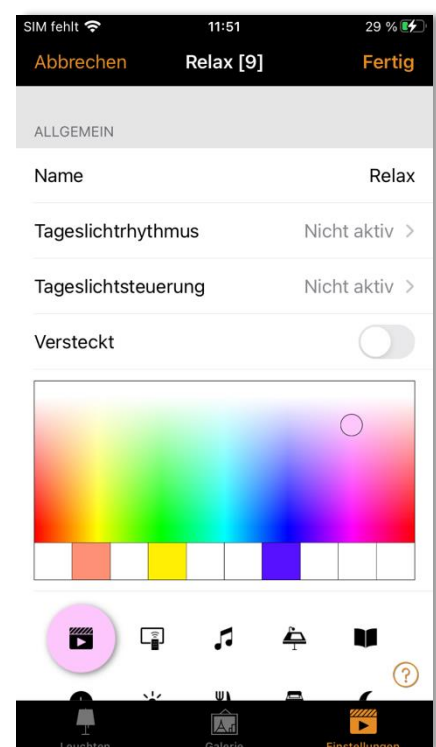 SIM fehlt 11:51 29 %
Abbrechen Relax [9] Fertig
ALLGEMEIN
Name Relax
Tageslichtrhythmus Nicht aktiv >
Tageslichtsteuerung Nicht aktiv >
Versteckt
?
Leuchten Galerie Einstellungen